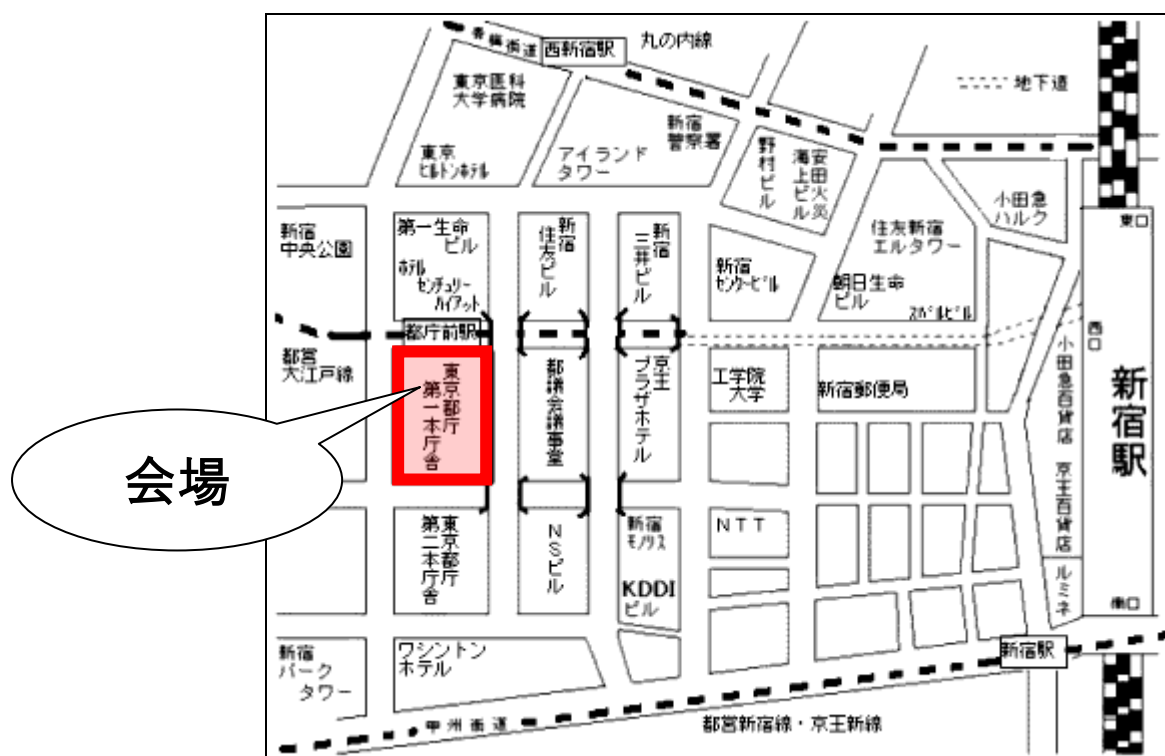 青梅街道
西新宿駅
丸の内線
地下道
東京医科
大学病院
新宿
警察署
東京
ヒルトンホテル
アイランド
タワー
野村ビル
安田火災
海上ビル
小田急
ハルク
東口
新宿
中央公園
第一生命
ビル
ホテル
センチュリー
ハイアット
新宿
住友ビル
新宿
三井ビル
新宿
センタービル
住友新宿
エルタワー
朝日生命
ビル
スバルビル
西口
都庁前駅
都営
大江戸線
東京都庁
第一本庁舎
都議会議事堂
京王
プラザホテル
工学院
大学
新宿郵便局
小田急百貨店
京王百貨店
新宿駅
会場
東京都庁
第二本庁舎
NSビル
新宿
モノリス
KDDI
ビル
NTT
ルミネ
南口
新宿
パーク
タワー
ワシントン
ホテル
新宿駅
甲州街道
都営新宿線・京王新線